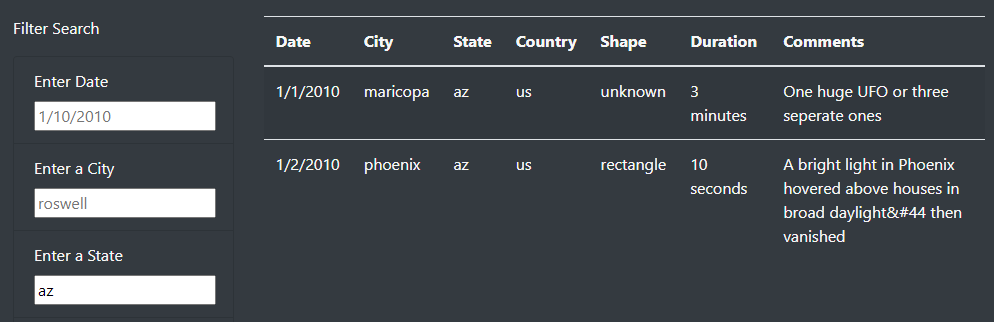 Filter Search
Enter Date
1/10/2010
Enter a City
roswell
Enter a State
az
Date City State Country Shape Duration Comments
1/1/2010 maricopa az us unknown 3 One huge UFO or three
minutes seperate ones
1/2/2010 phoenix az us rectangle 10 A bright light in Phoenix
seconds hovered above houses in
broad daylight&#44 then
vanished